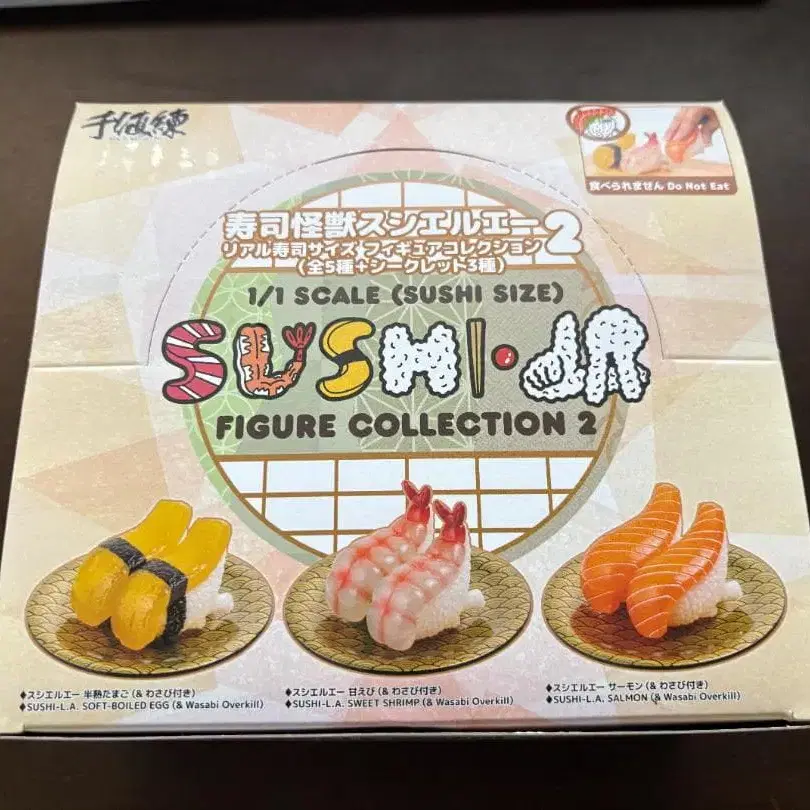 千値練
食べられません Do Not Eat
寿司怪獣スシエルエー2
リアル寿司サイズ フィギュアコレクション
(全5種+シークレット3種)
1/1 SCALE (SUSHI SIZE)
SUSHI·JR
FIGURE COLLECTION 2
◆スシエルエー 半熟たまご (& わさび付き)
◆SUSHI-L.A. SOFT-BOILED EGG (& Wasabi Overkill)
◆スシエルエー 甘えび (& わさび付き)
◆SUSHI-L.A. SWEET SHRIMP (& Wasabi Overkill)
◆スシエルエー サーモン (& わさび付き)
◆SUSHI-L.A. SALMON (& Wasabi Overkill)